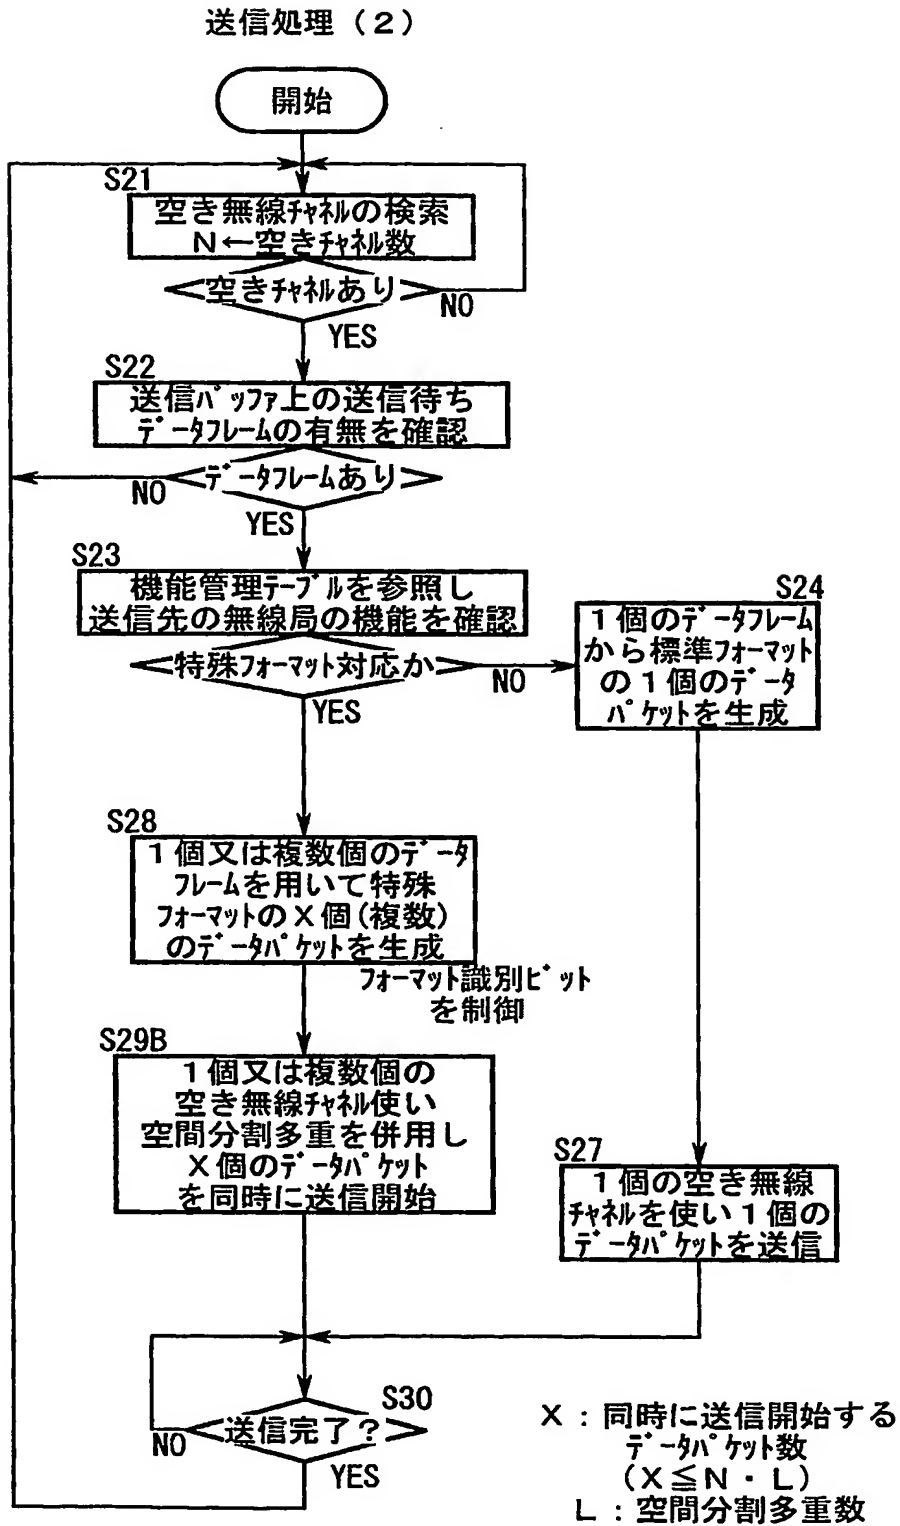 送信処理（2）
開始
S21
空き無線チャネルの検索
N←空きチャネル数
空きチャネルあり
NO
YES
S22
送信バッファ上の送信待ち
データフレームの有無を確認
データフレームあり
NO
YES
S23
機能管理テーブルを参照し
送信先の無線局の機能を確認
特殊フォーマット対応か
NO
YES
S24
1個のデータフレーム
から標準フォーマット
の1個のデータ
パケットを生成
S28
1個又は複数個のデータ
フレームを用いて特殊
フォーマットのX個(複数)
のデータパケットを生成
フォーマット識別ビット
を制御
S29B
1個又は複数個の
空き無線チャネル使い
空間分割多重を併用し
X個のデータパケット
を同時に送信開始
S27
1個の空き無線
チャネルを使い1個の
データパケットを送信
S30
送信完了？
NO
YES
X：同時に送信開始する
データパケット数
（X≦N・L）
L：空間分割多重数